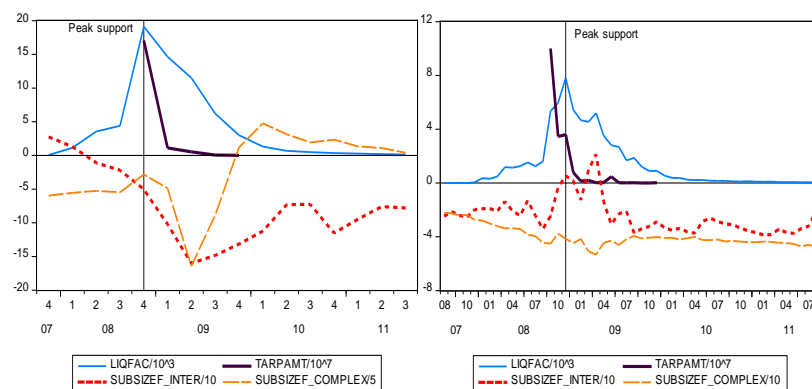 Peak support
20
15
10
5
0
-5
-10
-15
-20
4 1 2 3 4 1 2 3 4 1 2 3 4 1 2 3
07 08 09 10 11
LIQFAC/10^3 TARPAMT/10^7
SUBSIZEF_INTER/10 SUBSIZEF_COMPLEX/5
Peak support
12
8
4
0
-4
-8
08 10 01 04 07 10 01 04 07 10 01 04 07 10 01 04 07
07 08 09 10 11
LIQFAC/10^3 TARPAMT/10^7
SUBSIZEF_INTER/10 SUBSIZEF_COMPLEX/10